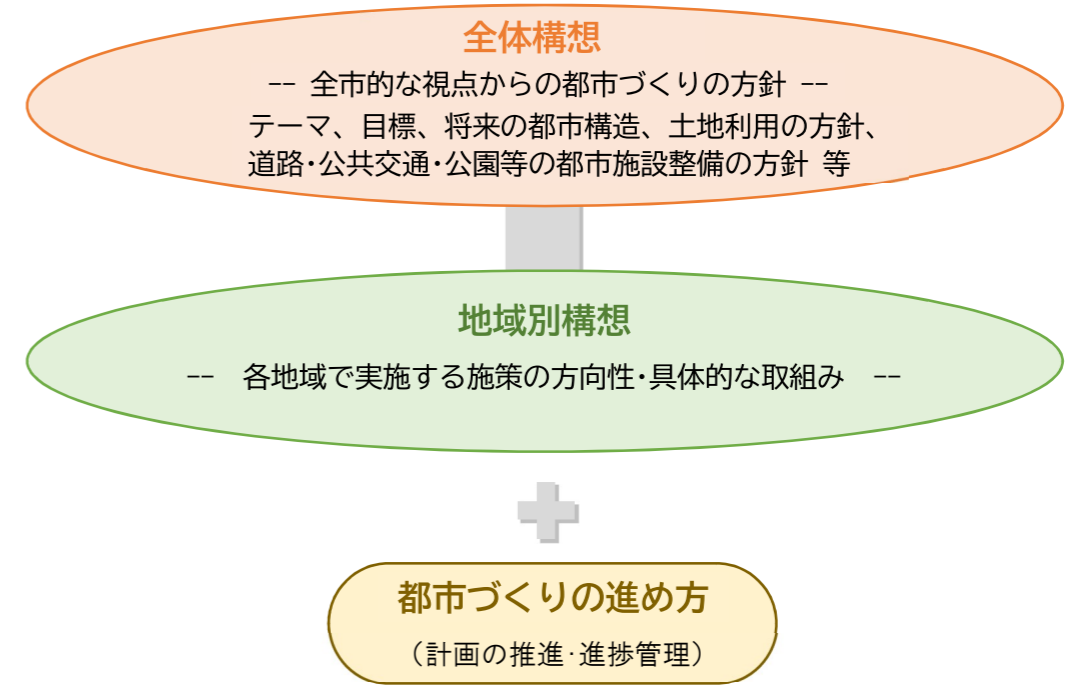 全体構想
-- 全市的な視点からの都市づくりの方針 --
テーマ、目標、将来の都市構造、土地利用の方針、
道路・公共交通・公園等の都市施設整備の方針 等
地域別構想
-- 各地域で実施する施策の方向性・具体的な取組み --
都市づくりの進め方
（計画の推進・進捗管理）